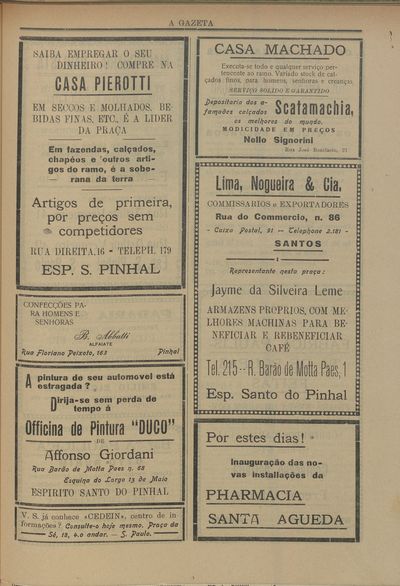 A GAZETA
SAIBA EMPREGAR O SEU
DINHEIRO! COMPRE NA
CASA PIEROTTI
EM SECCOS E MOLHADOS, BE-
BIDAS FINAS, ETC., É A LIDER
DA PRAÇA
Em fazendas, calçados,
chapéos e outros arti-
gos do ramo, é a sobe-
rana da terra
Artigos de primeira,
por preços sem
competidores
RUA DIREITA, 16 - TELEPH. 179
ESP. S. PINHAL
CONFECÇÕES PA-
RA HOMENS E
SENHORAS
B. Abbatti
ALFAIATE
Rua Floriano Peixoto, 163 Pinhal
A pintura de seu automovel está
estragada?
Dirija-se sem perda de
tempo á
Officina de Pintura "DUCO"
DE
Affonso Giordani
Rua Barão de Motta Paes n. 68
Esquina do Largo 13 de Maio
ESPIRITO SANTO DO PINHAL
V. S. já conhece «CEDEIN», centro de in-
formações? Consulte-o hoje mesmo. Praça da
Sé, 18, 4.o andar. — S. Paulo.
CASA MACHADO
Executa-se todo e qualquer serviço per-
tencente ao ramo. Variado stock de cal-
çados finos, para homens, senhoras e creanças.
SERVIÇO SOLIDO E GARANTIDO
Depositario dos a-
famados calçados Scatamachia,
os melhores do mundo.
MODICIDADE EM PREÇOS
Nello Signorini
Rua José Bonifacio, 21
Lima, Nogueira & Cia.
COMMISSARIOS e EXPORTADORES
Rua do Commercio, n. 86
- Caixa Postal, 91 — Telephone 2.181 -
SANTOS
Representante nesta praça:
Jayme da Silveira Leme
ARMAZENS PROPRIOS, COM ME-
LHORES MACHINAS PARA BE-
NEFICIAR E REBENEFICIAR
CAFÉ
Tel. 215 -- R. Barão de Motta Paes, 1
Esp. Santo do Pinhal
Por estes dias!
Inauguração das no-
vas installações da
PHARMACIA
SANTA AGUEDA